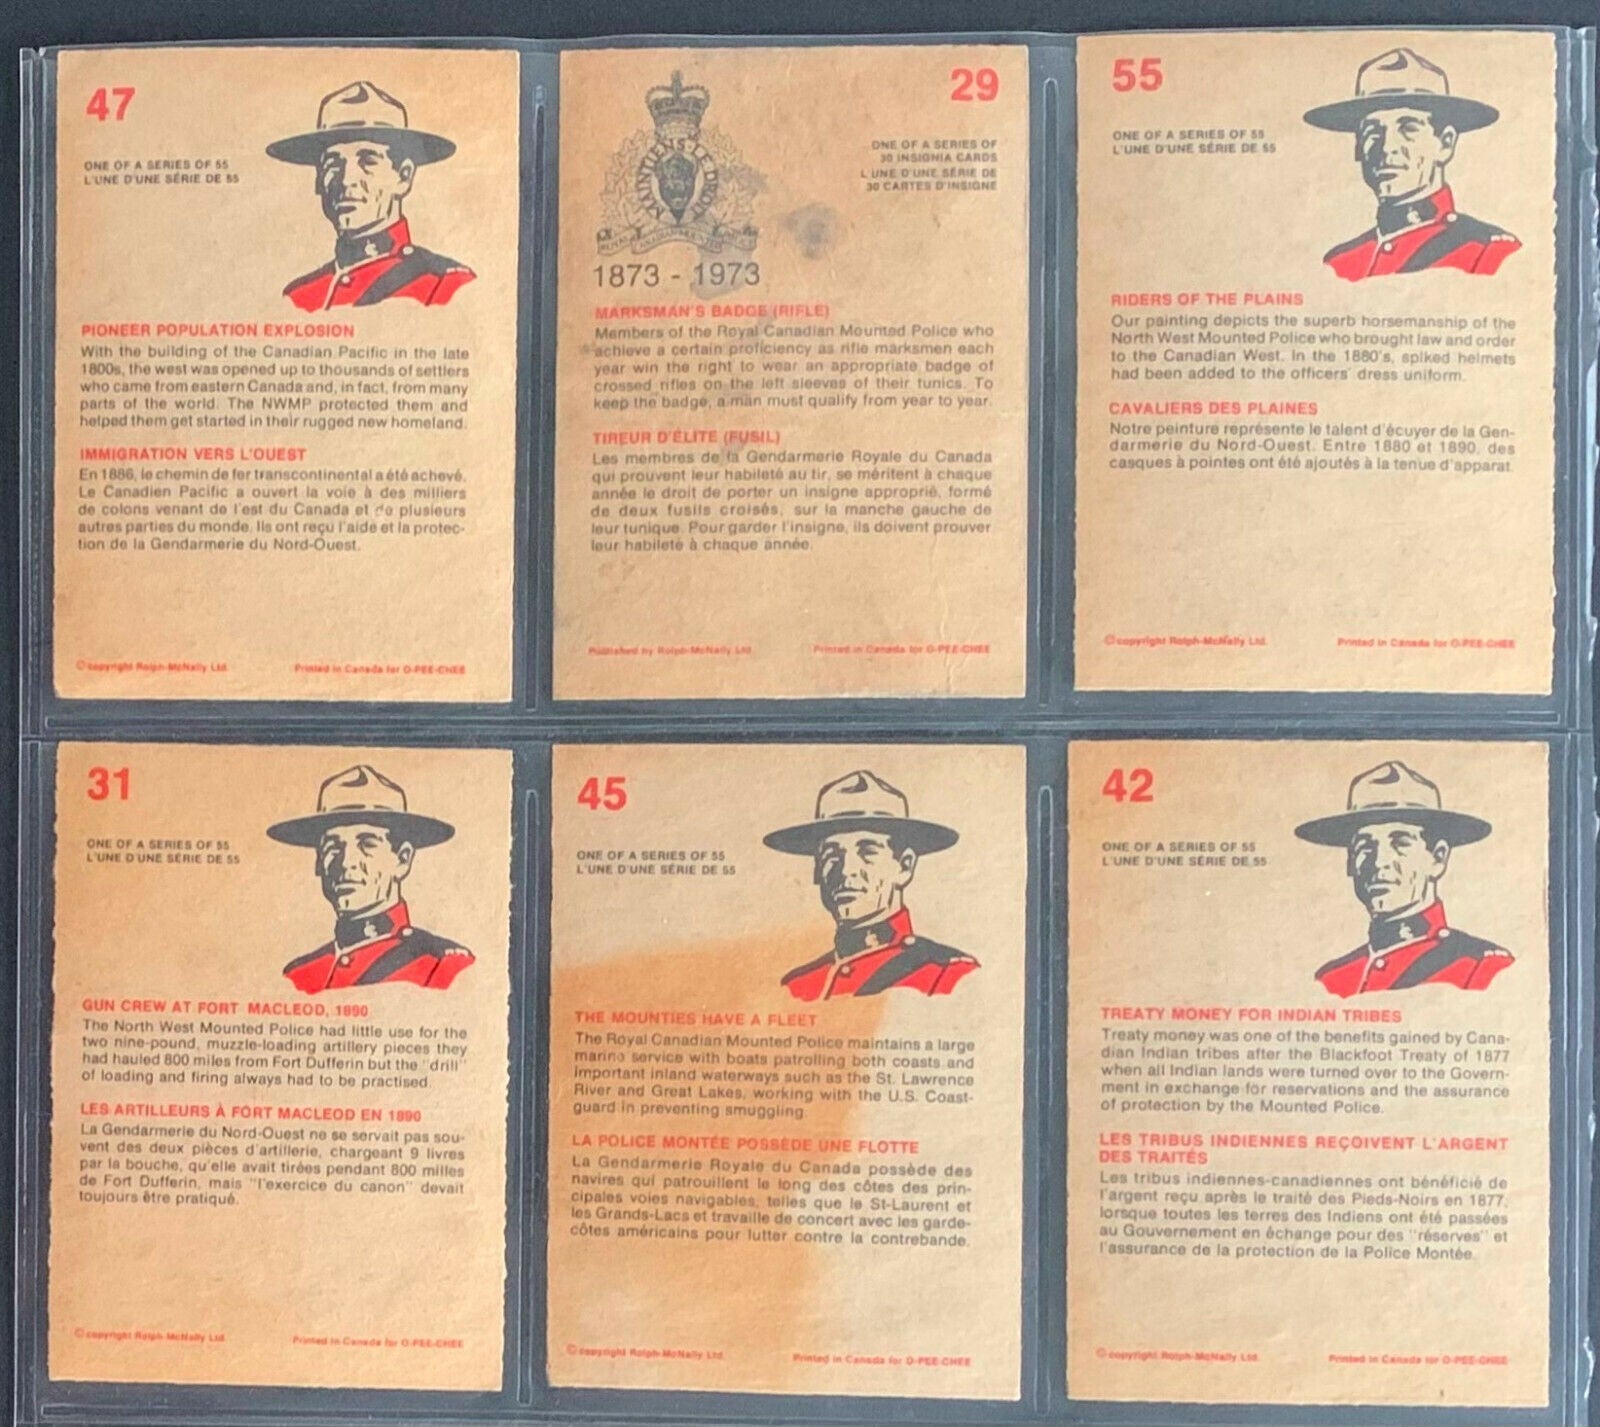 47
ONE OF A SERIES OF 55
L'UNE D'UNE SÉRIE DE 55
PIONEER POPULATION EXPLOSION
With the building of the Canadian Pacific in the late
1800s, the west was opened up to thousands of settlers
who came from eastern Canada and, in fact, from many
parts of the world. The NWMP protected them and
helped them get started in their rugged new homeland.
IMMIGRATION VERS L'OUEST
En 1886, le chemin de fer transcontinental a été achevé.
Le Canadien Pacific a ouvert la voie à des milliers
de colons venant de l'est du Canada et de plusieurs
autres parties du monde. Ils ont reçu l'aide et la protec-
tion de la Gendarmerie du Nord-Ouest.
© copyright Rolph-McNally Ltd.
Printed in Canada for O-PEE-CHEE
29
ONE OF A SERIES OF
30 INSIGNIA CARDS
L'UNE D'UNE SÉRIE DE
30 CARTES D'INSIGNE
MAINTIENS LE DROIT
ROYAL CANADIAN MOUNTED POLICE
1873 - 1973
MARKSMAN'S BADGE (RIFLE)
Members of the Royal Canadian Mounted Police who
achieve a certain proficiency as rifle marksmen each
year win the right to wear an appropriate badge of
crossed rifles on the left sleeves of their tunics. To
keep the badge, a man must qualify from year to year.
TIREUR D'ÉLITE (FUSIL)
Les membres de la Gendarmerie Royale du Canada
qui prouvent leur habileté au tir, se méritent à chaque
année le droit de porter un insigne approprié, formé
de deux fusils croisés, sur la manche gauche de
leur tunique. Pour garder l'insigne, ils doivent prouver
leur habileté à chaque année.
Published by Rolph-McNally Ltd.
Printed in Canada for O-PEE-CHEE
55
ONE OF A SERIES OF 55
L'UNE D'UNE SÉRIE DE 55
RIDERS OF THE PLAINS
Our painting depicts the superb horsemanship of the
North West Mounted Police who brought law and order
to the Canadian West. In the 1880's, spiked helmets
had been added to the officers' dress uniform.
CAVALIERS DES PLAINES
Notre peinture représente le talent d'écuyer de la Gen-
darmerie du Nord-Ouest. Entre 1880 et 1890, des
casques à pointes ont été ajoutés à la tenue d'apparat.
© copyright Rolph-McNally Ltd.
Printed in Canada for O-PEE-CHEE
31
ONE OF A SERIES OF 55
L'UNE D'UNE SÉRIE DE 55
GUN CREW AT FORT MACLEOD, 1890
The North West Mounted Police had little use for the
two nine-pound, muzzle-loading artillery pieces they
had hauled 800 miles from Fort Dufferin but the "drill"
of loading and firing always had to be practised.
LES ARTILLEURS À FORT MACLEOD EN 1890
La Gendarmerie du Nord-Ouest ne se servait pas sou-
vent des deux pièces d'artillerie, chargeant 9 livres
par la bouche, qu'elle avait tirées pendant 800 milles
de Fort Dufferin, mais "l'exercice du canon" devait
toujours être pratiqué.
© copyright Rolph-McNally Ltd.
Printed in Canada for O-PEE-CHEE
45
ONE OF A SERIES OF 55
L'UNE D'UNE SÉRIE DE 55
THE MOUNTIES HAVE A FLEET
The Royal Canadian Mounted Police maintains a large
marine service with boats patrolling both coasts and
important inland waterways such as the St. Lawrence
River and Great Lakes, working with the U.S. Coast-
guard in preventing smuggling.
LA POLICE MONTÉE POSSÈDE UNE FLOTTE
La Gendarmerie Royale du Canada possède des
navires qui patrouillent le long des côtes des prin-
cipales voies navigables, telles que le St-Laurent et
les Grands-Lacs et travaille de concert avec les garde-
côtes américains pour lutter contre la contrebande.
© copyright Rolph-McNally Ltd.
Printed in Canada for O-PEE-CHEE
42
ONE OF A SERIES OF 55
L'UNE D'UNE SÉRIE DE 55
TREATY MONEY FOR INDIAN TRIBES
Treaty money was one of the benefits gained by Cana-
dian Indian tribes after the Blackfoot Treaty of 1877
when all Indian lands were turned over to the Govern-
ment in exchange for reservations and the assurance
of protection by the Mounted Police.
LES TRIBUS INDIENNES REÇOIVENT L'ARGENT
DES TRAITÉS
Les tribus indiennes-canadiennes ont bénéficié de
l'argent reçu après le traité des Pieds-Noirs en 1877,
lorsque toutes les terres des Indiens ont été passées
au Gouvernement en échange pour des "réserves" et
l'assurance de la protection de la Police Montée.
© copyright Rolph-McNally Ltd.
Printed in Canada for O-PEE-CHEE